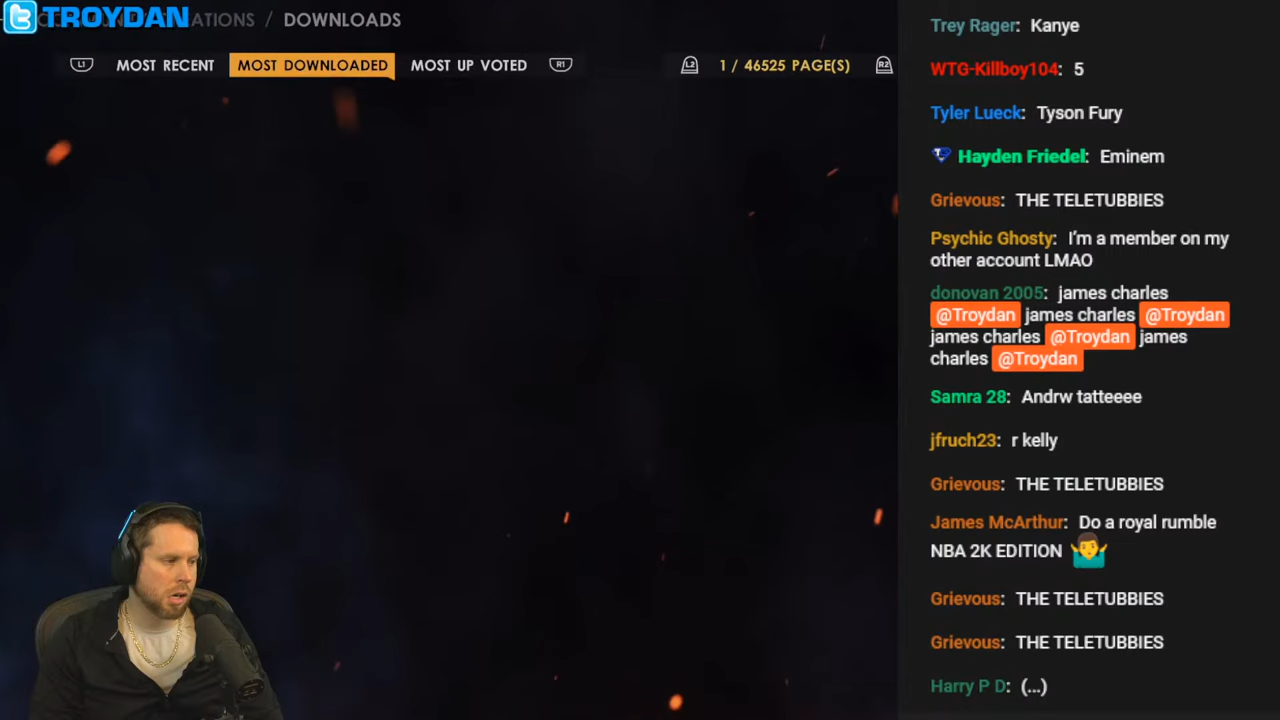 TROYDAN
ATIONS / DOWNLOADS
L1 MOST RECENT MOST DOWNLOADED MOST UP VOTED R1 L2 1 / 46525 PAGE(S) R2
Trey Rager: Kanye
WTG-Killboy104: 5
Tyler Lueck: Tyson Fury
Hayden Friedel: Eminem
Grievous: THE TELETUBBIES
Psychic Ghosty: I'm a member on my
other account LMAO
donovan 2005: james charles
@Troydan james charles @Troydan
james charles @Troydan james
charles @Troydan
Samra 28: Andrw tatteeee
jfruch23: r kelly
Grievous: THE TELETUBBIES
James McArthur: Do a royal rumble
NBA 2K EDITION 🤷‍♂️
Grievous: THE TELETUBBIES
Grievous: THE TELETUBBIES
Harry P D: (...)